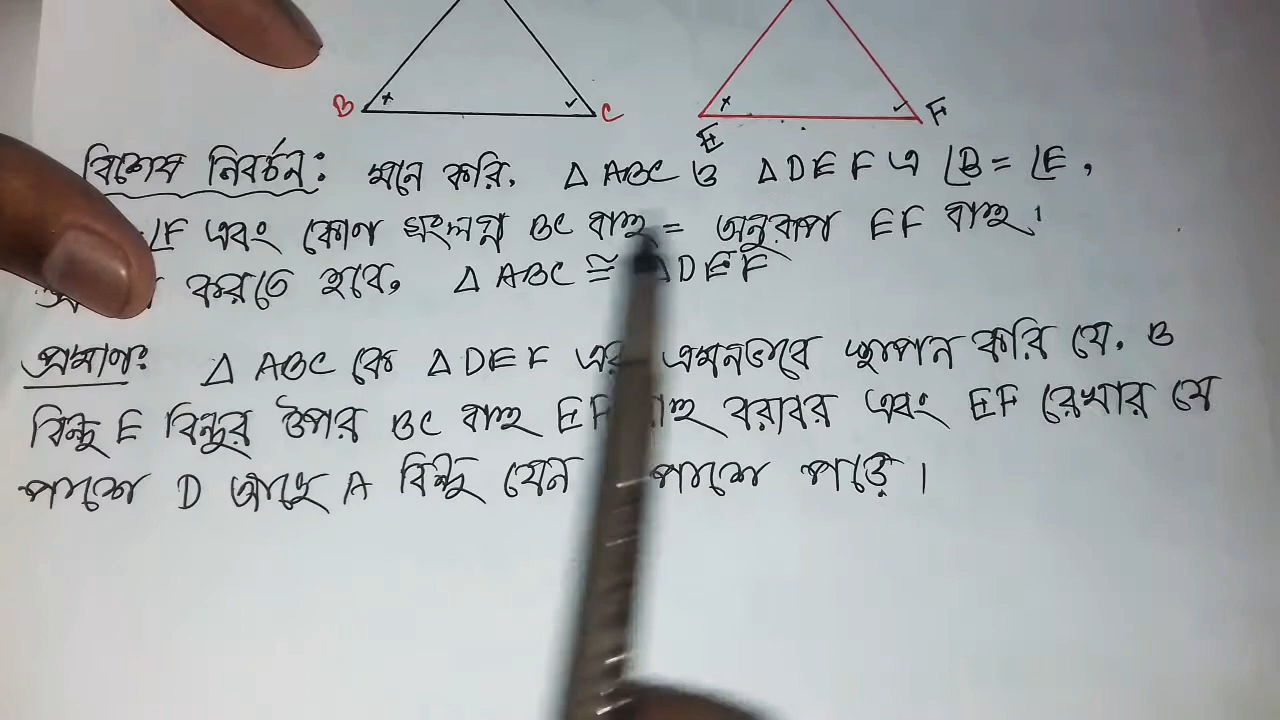 B C E F
বিশেষ নির্বচন: মনে করি, △ ABC ও △DEF এ ∠B = ∠E,
∠F এবং কোণ সংলগ্ন BC বাহু = অনুরূপ EF বাহু।
করতে হবে, △ ABC ≅ △DEF
প্রমাণ: △ ABC কে △DEF এর এমনভাবে স্থাপন করি যে, B
বিন্দু E বিন্দুর উপর BC বাহু EF বাহু বরাবর এবং EF রেখার যে
পাশে D আছে A বিন্দু যেন পাশে পড়ে।